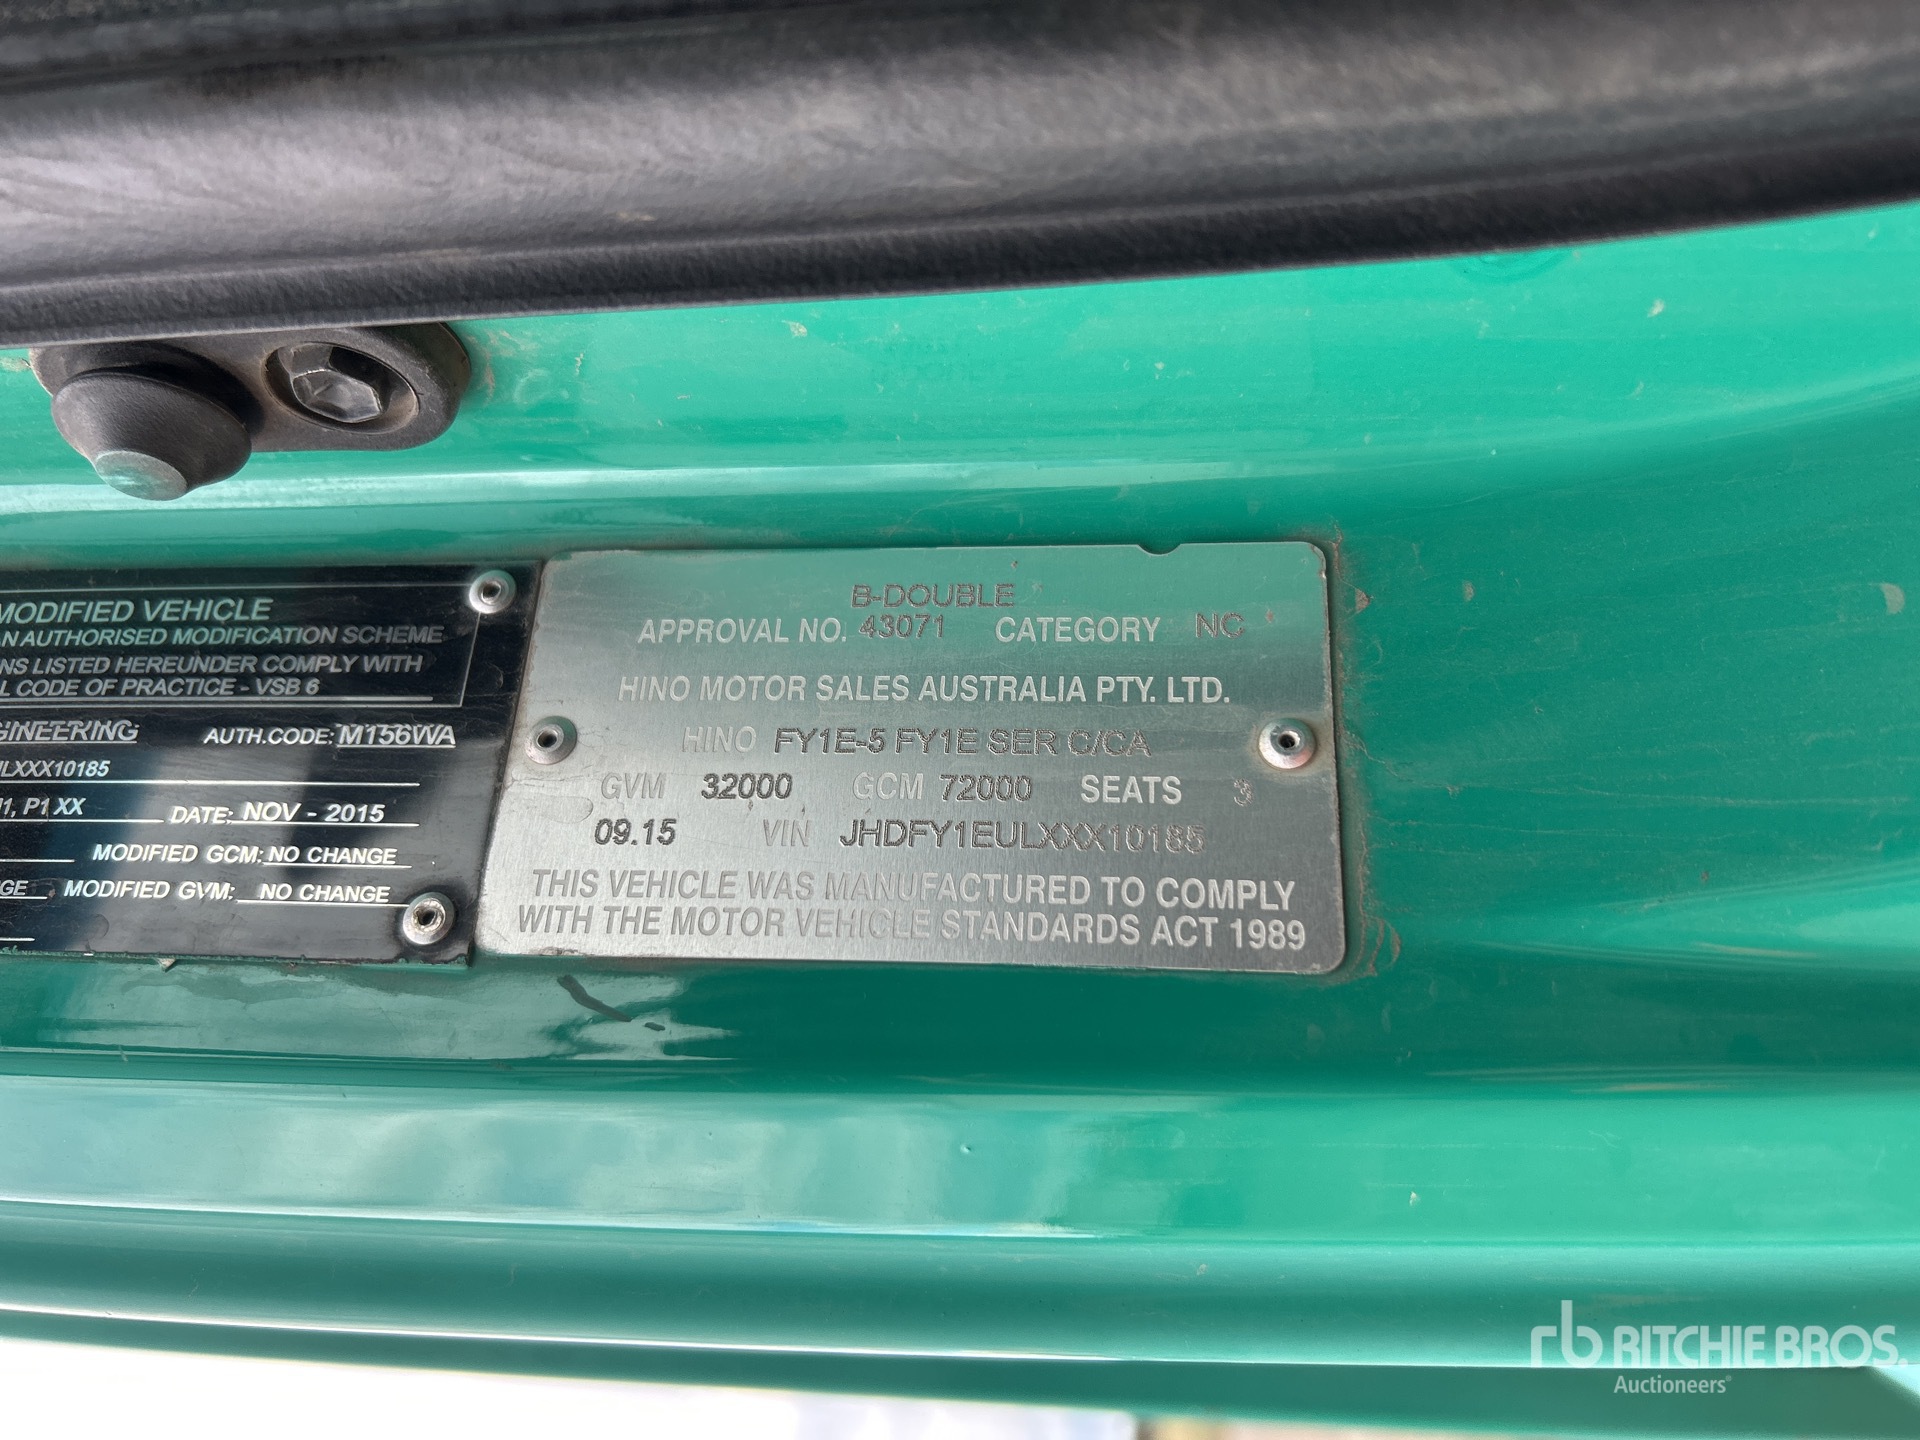 MODIFIED VEHICLE
AN AUTHORISED MODIFICATION SCHEME
NS LISTED HEREUNDER COMPLY WITH
L CODE OF PRACTICE - VSB 6
GINEERING AUTH.CODE: M156WA
ULXXX10185
1, P1 XX DATE: NOV - 2015
MODIFIED GCM: NO CHANGE
GE MODIFIED GVM: NO CHANGE
B-DOUBLE
APPROVAL NO. 43071 CATEGORY NC
HINO MOTOR SALES AUSTRALIA PTY. LTD.
HINO FY1E-5 FY1E SER C/CA
GVM 32000 GCM 72000 SEATS 3
09.15 VIN JHDFY1EULXXX10185
THIS VEHICLE WAS MANUFACTURED TO COMPLY
WITH THE MOTOR VEHICLE STANDARDS ACT 1989
rb RITCHIE BROS.
Auctioneers